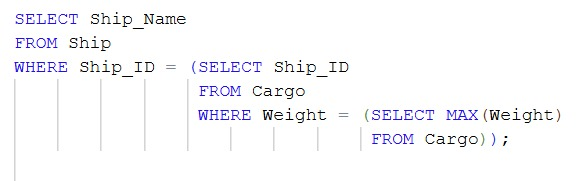 SELECT Ship_Name
FROM Ship
WHERE Ship_ID = (SELECT Ship_ID
FROM Cargo
WHERE Weight = (SELECT MAX(Weight)
FROM Cargo));